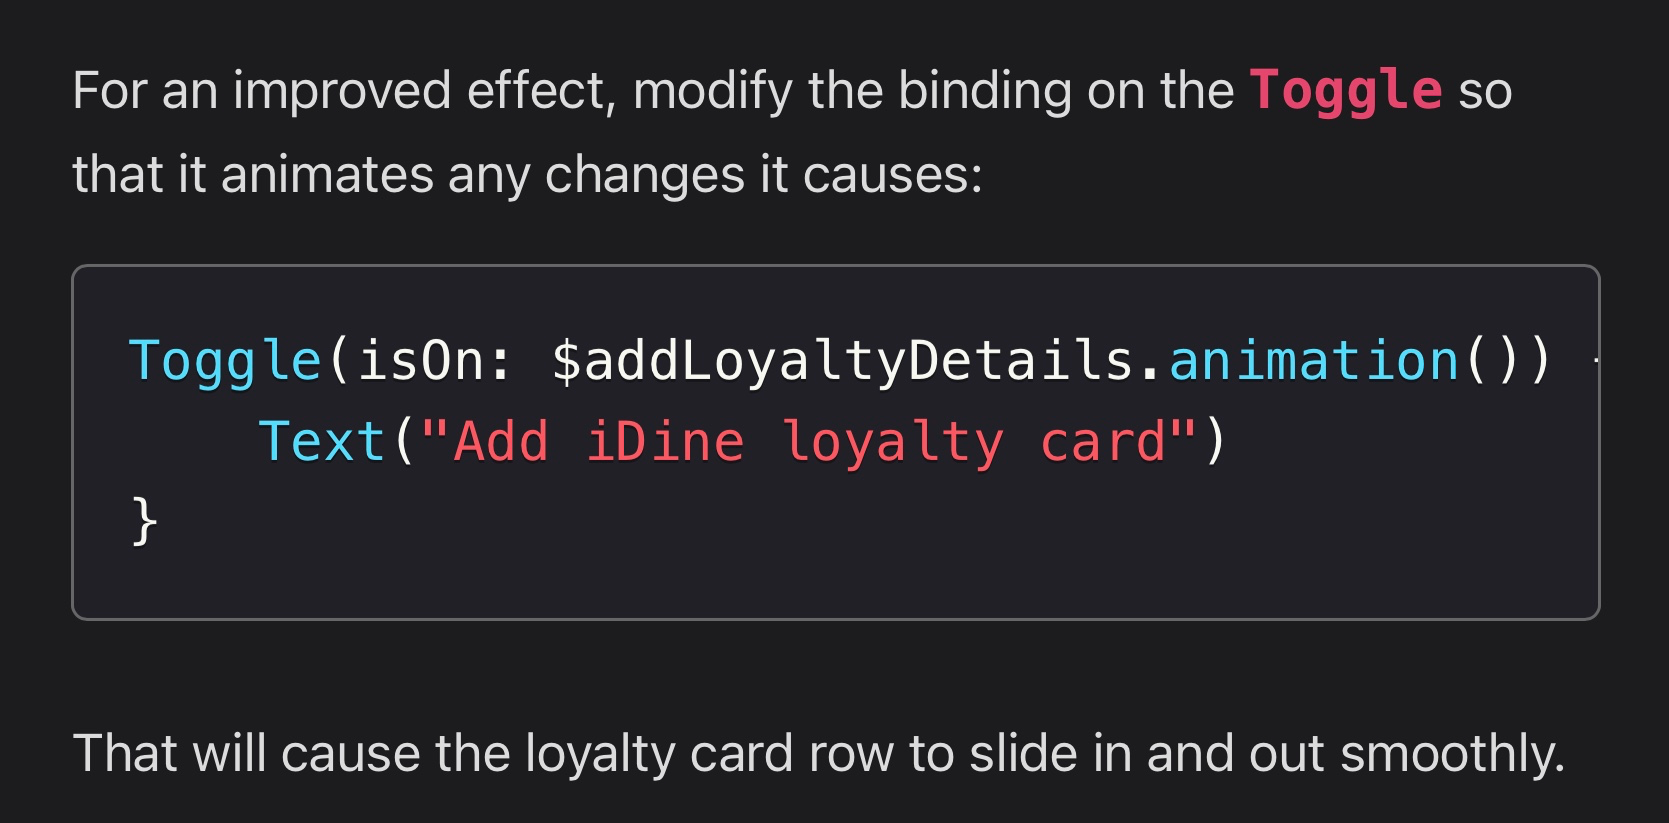 For an improved effect, modify the binding on the Toggle so
that it animates any changes it causes:
Toggle(isOn: $addLoyaltyDetails.animation())
    Text("Add iDine loyalty card")
}
That will cause the loyalty card row to slide in and out smoothly.